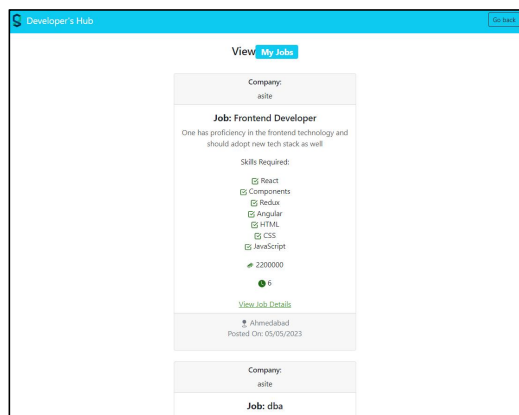 Developer's Hub
Go back
View My Jobs
Company:
asite
Job: Frontend Developer
One has proficiency in the frontend technology and
should adopt new tech stack as well
Skills Required:
React
Components
Redux
Angular
HTML
CSS
JavaScript
2200000
6
View Job Details
Ahmedabad
Posted On: 05/05/2023
Company:
asite
Job: dba